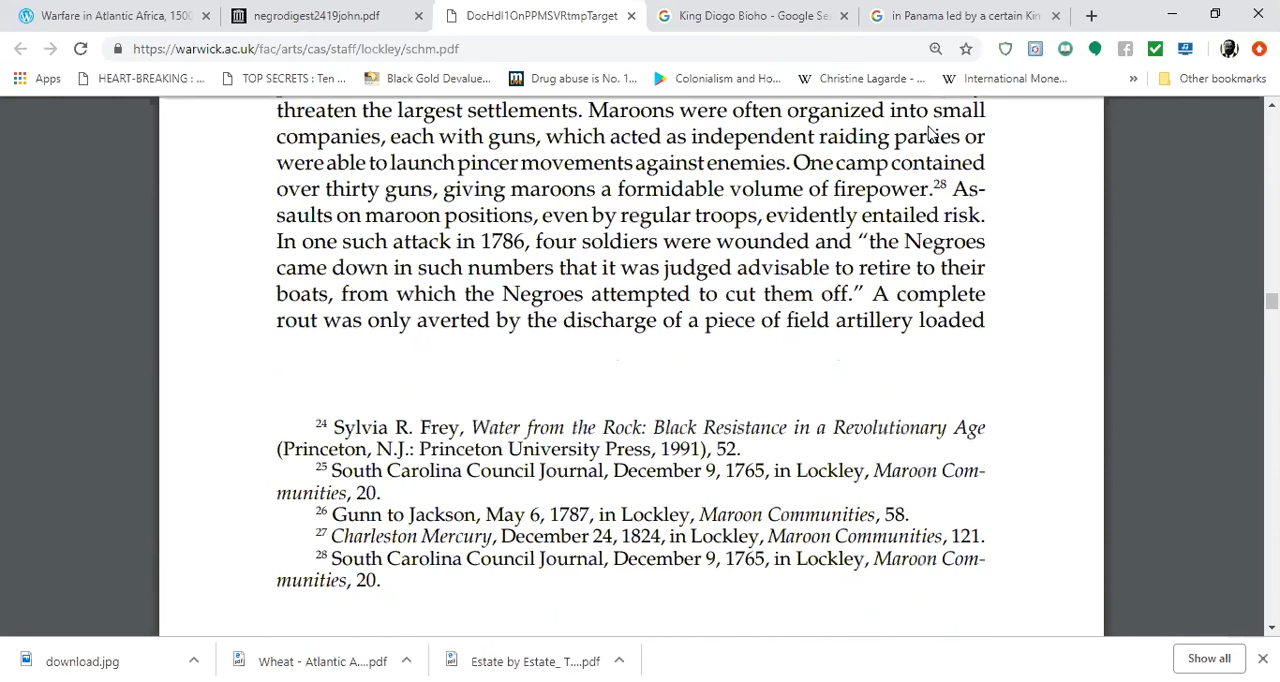 Warfare in Atlantic Africa, 1500
negrodigest2419john.pdf
DocHdl1OnPPMSVRtmpTarget
King Diogo Bioho - Google Se
in Panama led by a certain Kin
https://warwick.ac.uk/fac/arts/cas/staff/lockley/schm.pdf
Apps
HEART-BREAKING : ...
TOP SECRETS : Ten ...
Black Gold Devalue...
Drug abuse is No. 1...
Colonialism and Ho...
Christine Lagarde - ...
International Mone...
»
Other bookmarks
threaten the largest settlements. Maroons were often organized into small
companies, each with guns, which acted as independent raiding parties or
were able to launch pincer movements against enemies. One camp contained
over thirty guns, giving maroons a formidable volume of firepower.28 As-
saults on maroon positions, even by regular troops, evidently entailed risk.
In one such attack in 1786, four soldiers were wounded and “the Negroes
came down in such numbers that it was judged advisable to retire to their
boats, from which the Negroes attempted to cut them off.” A complete
rout was only averted by the discharge of a piece of field artillery loaded
24 Sylvia R. Frey, Water from the Rock: Black Resistance in a Revolutionary Age
(Princeton, N.J.: Princeton University Press, 1991), 52.
25 South Carolina Council Journal, December 9, 1765, in Lockley, Maroon Com-
munities, 20.
26 Gunn to Jackson, May 6, 1787, in Lockley, Maroon Communities, 58.
27 Charleston Mercury, December 24, 1824, in Lockley, Maroon Communities, 121.
28 South Carolina Council Journal, December 9, 1765, in Lockley, Maroon Com-
munities, 20.
download.jpg
Wheat - Atlantic A....pdf
Estate by Estate_ T....pdf
Show all